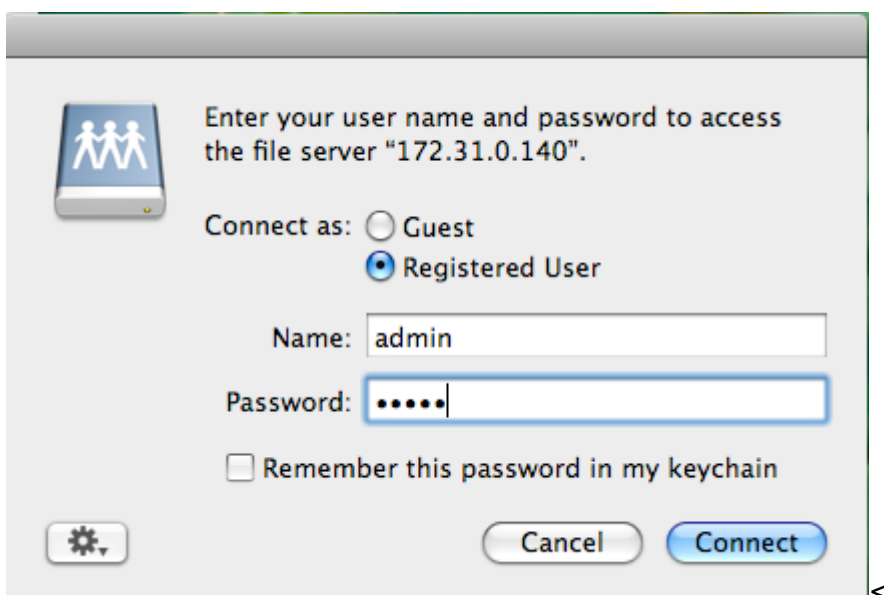 Enter your user name and password to access
the file server “172.31.0.140”.
Connect as: Guest
Registered User
Name: admin
Password: •••••
Remember this password in my keychain
Cancel Connect
<